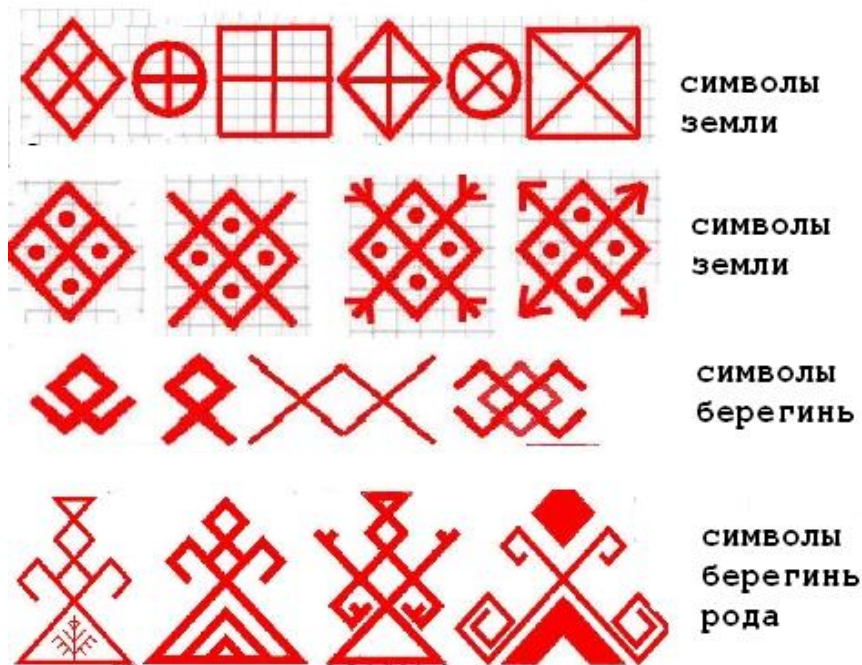 символы
земли
символы
земли
символы
берегинь
символы
берегинь
рода